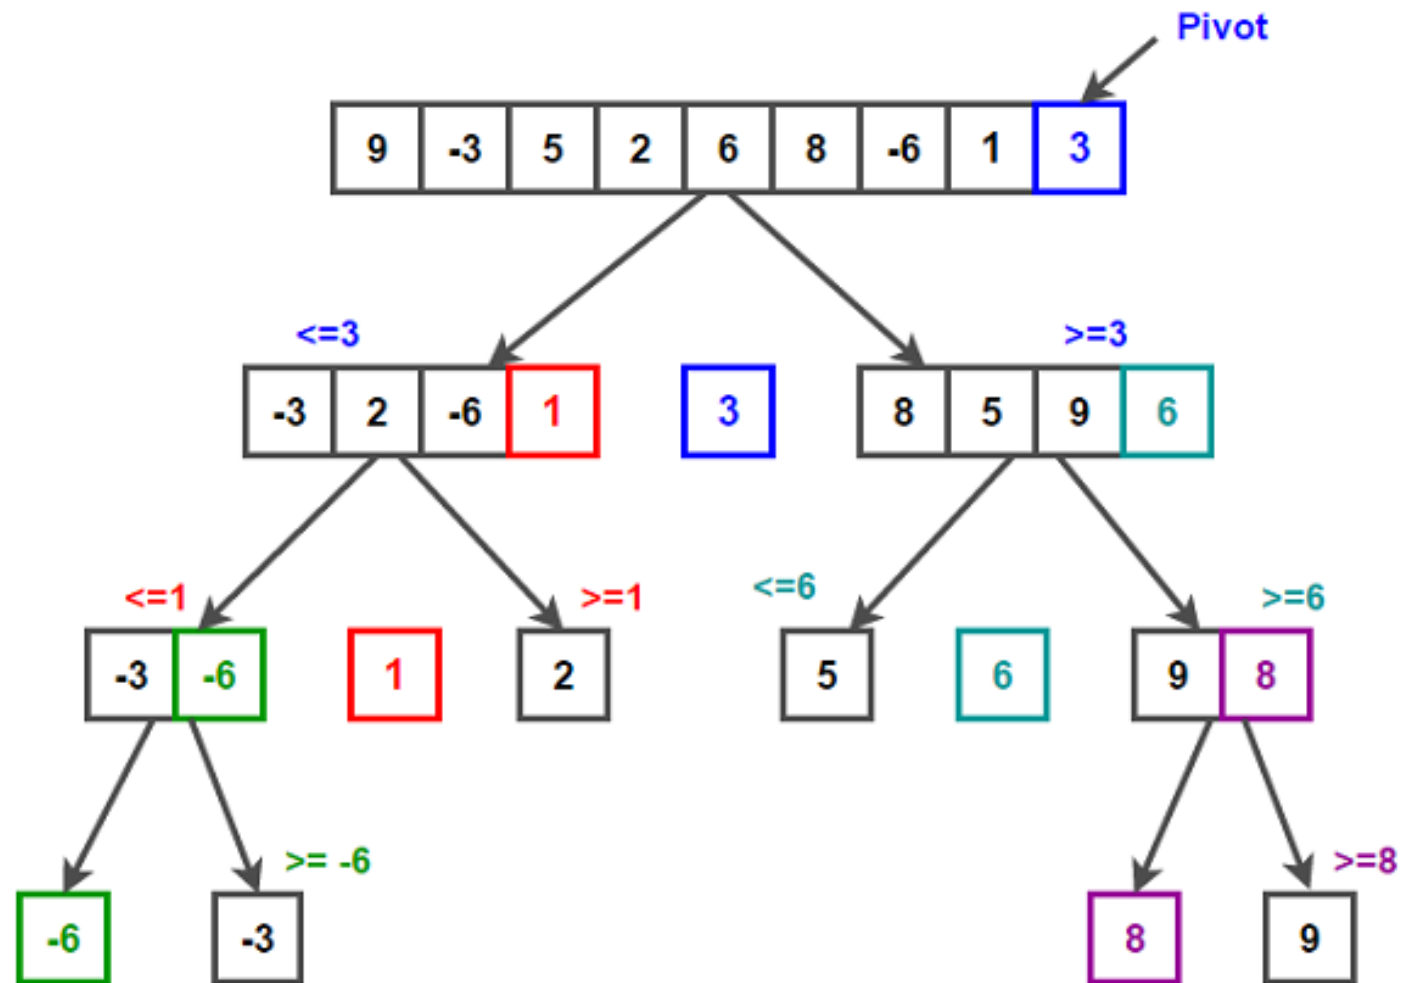 Pivot
9 -3 5 2 6 8 -6 1 3
<=3 >=3
-3 2 -6 1 3 8 5 9 6
<=1 >=1 <=6 >=6
-3 -6 1 2 5 6 9 8
>= -6 >=8
-6 -3 8 9